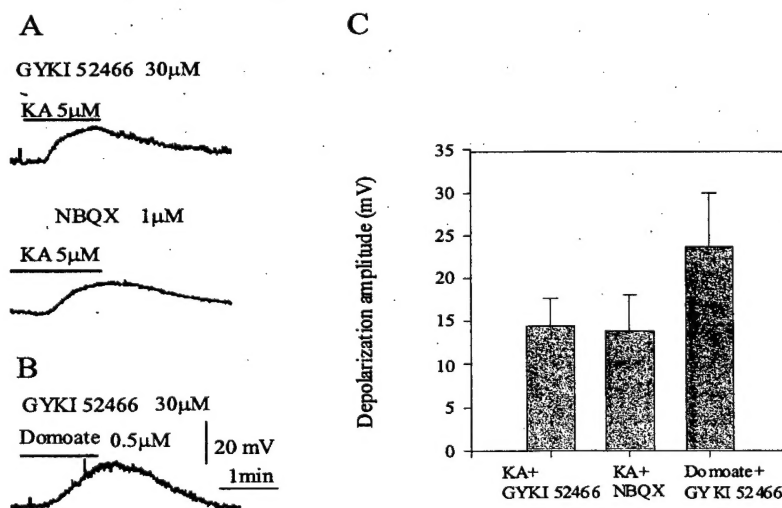 A
GYKI 52466 30µM
KA 5µM
NBQX 1µM
KA 5µM
B
GYKI 52466 30µM
Domoate 0.5µM
20 mV
1min
C
Depolarization amplitude (mV)
35
30
25
20
15
10
5
0
KA+
GYKI 52466
KA+
NBQX
Domoate+
GYKI 52466